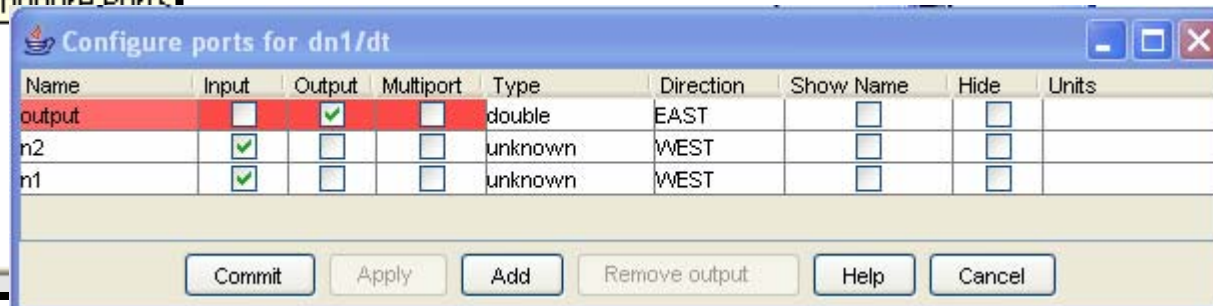 Configure ports for dn1/dt
Name Input Output Multiport Type Direction Show Name Hide Units
output double EAST
n2 unknown WEST
n1 unknown WEST
Commit Apply Add Remove output Help Cancel